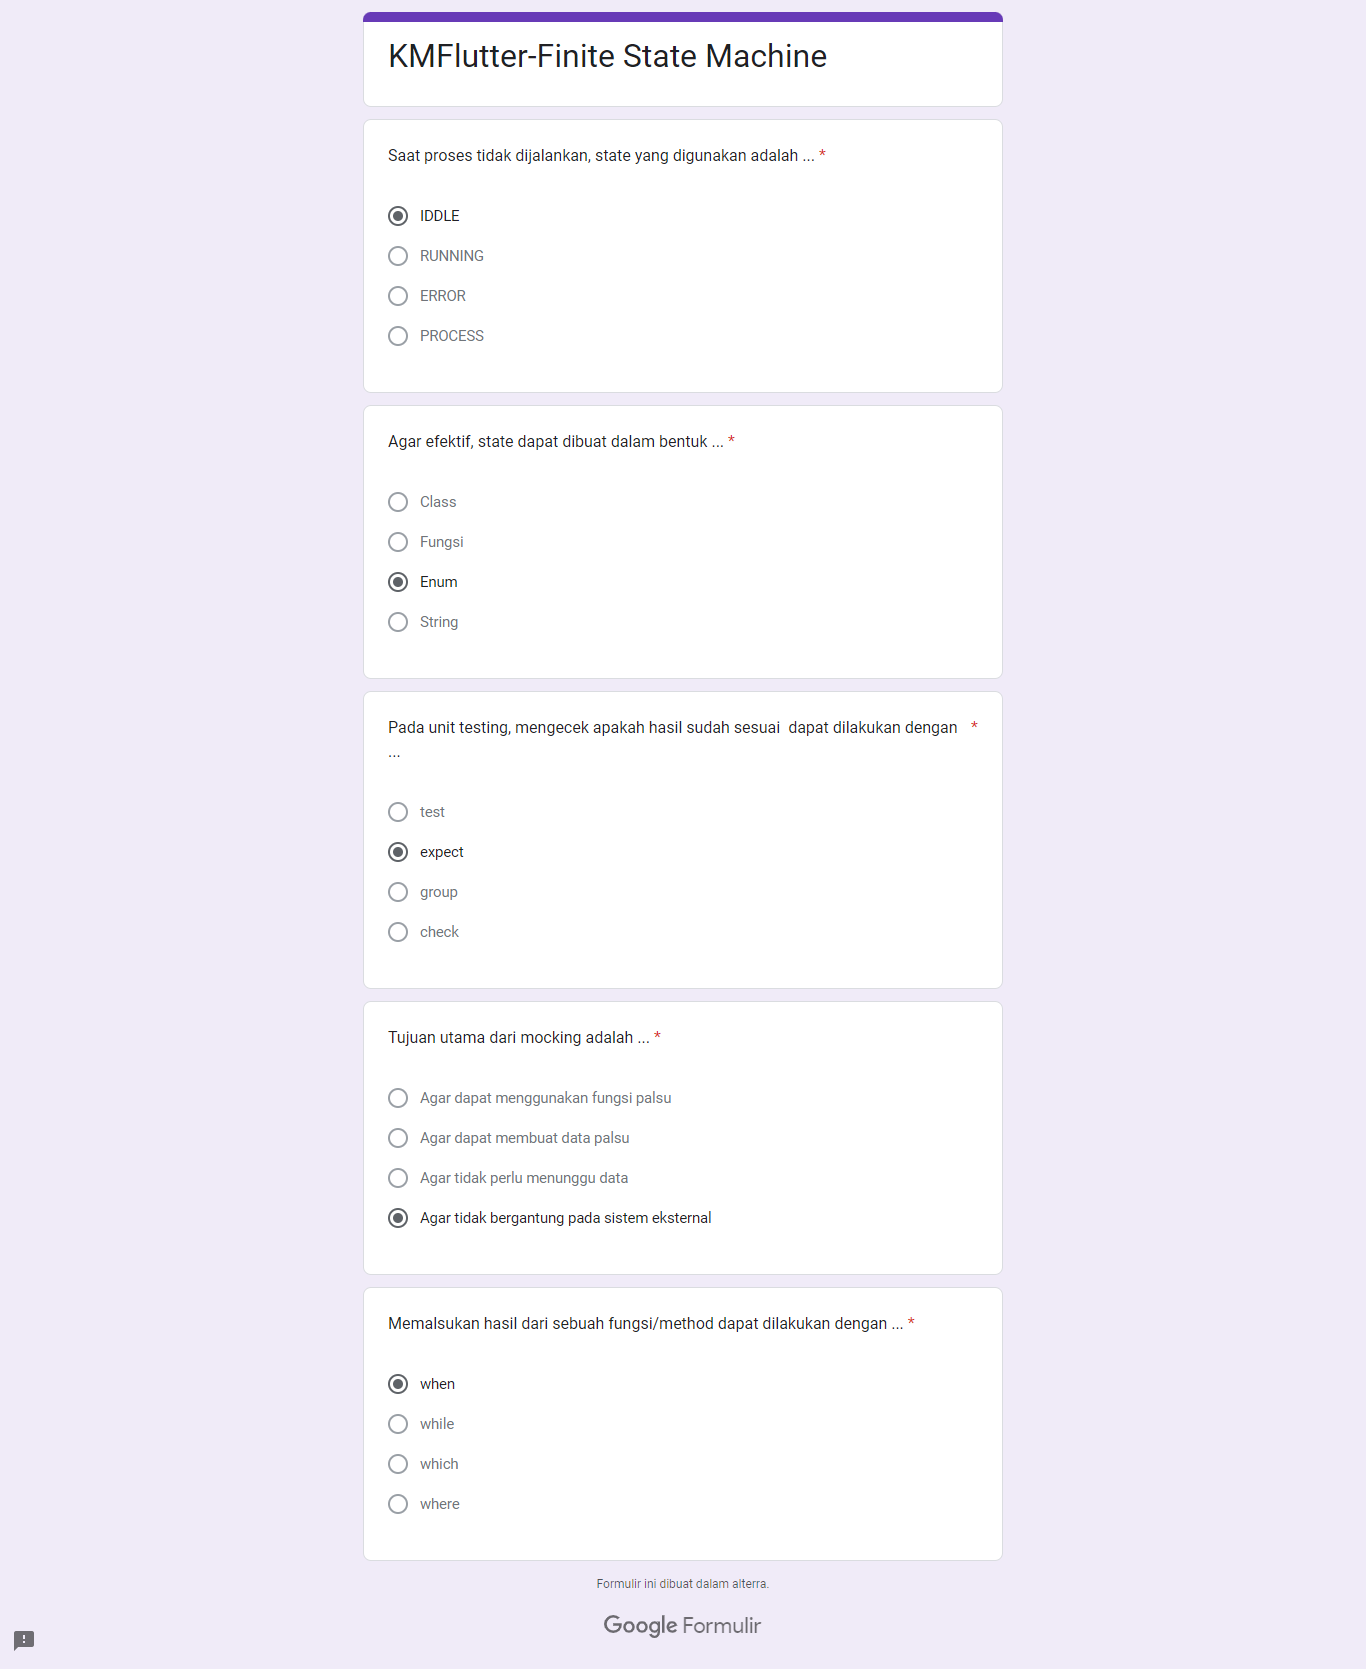 KMFlutter-Finite State Machine
Saat proses tidak dijalankan, state yang digunakan adalah ... *
IDDLE
RUNNING
ERROR
PROCESS
Agar efektif, state dapat dibuat dalam bentuk ... *
Class
Fungsi
Enum
String
Pada unit testing, mengecek apakah hasil sudah sesuai  dapat dilakukan dengan *
...
test
expect
group
check
Tujuan utama dari mocking adalah ... *
Agar dapat menggunakan fungsi palsu
Agar dapat membuat data palsu
Agar tidak perlu menunggu data
Agar tidak bergantung pada sistem eksternal
Memalsukan hasil dari sebuah fungsi/method dapat dilakukan dengan ... *
when
while
which
where
Formulir ini dibuat dalam alterra.
Google Formulir